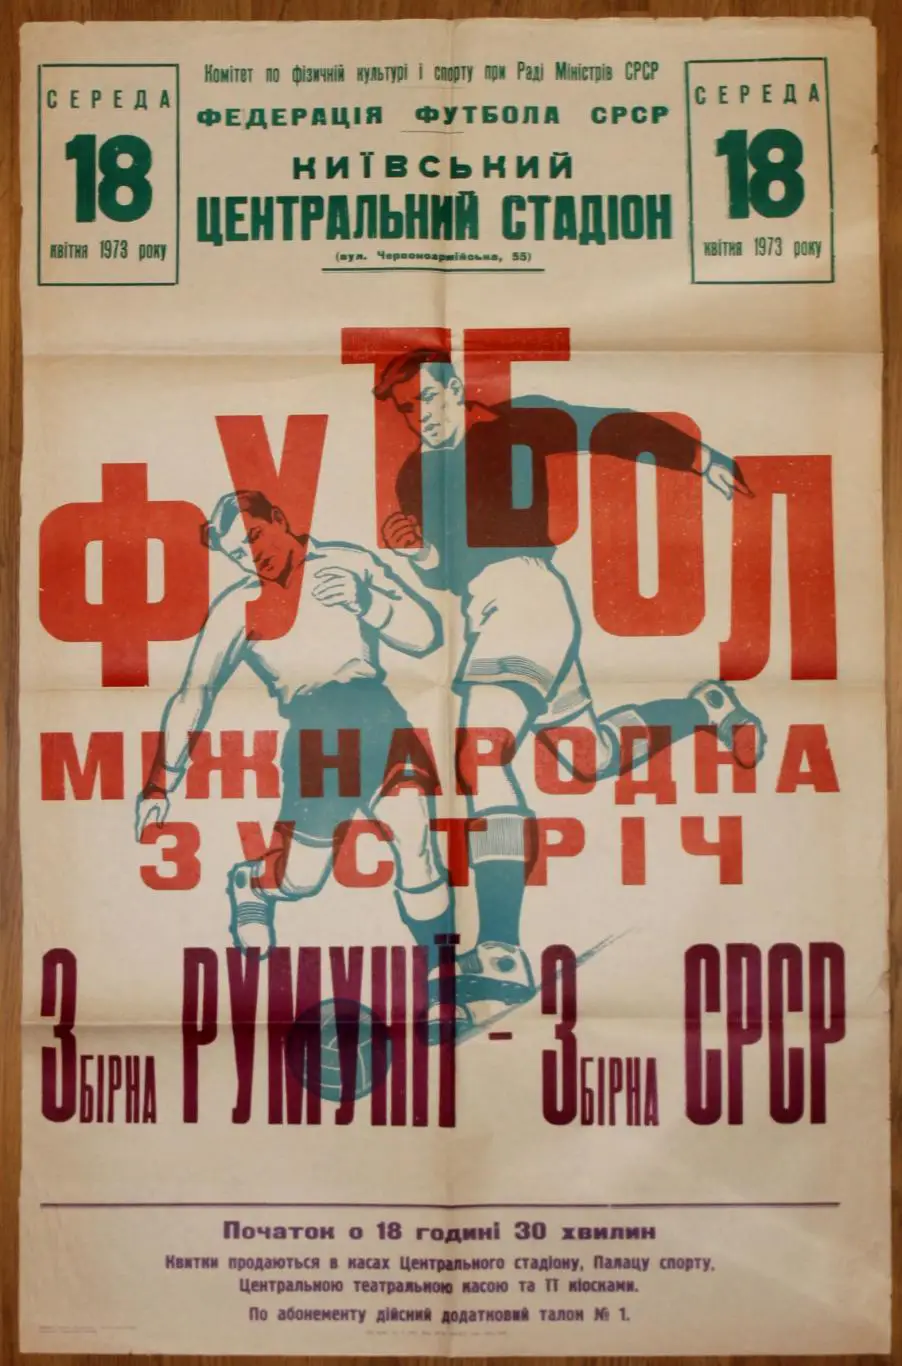 СЕРЕДА
18
квітня 1973 року
Комітет по фізичній культурі і спорту при Раді Міністрів СРСР
ФЕДЕРАЦІЯ ФУТБОЛА СРСР
КИЇВСЬКИЙ
ЦЕНТРАЛЬНИЙ СТАДІОН
(вул. Червоноармійська, 55)
СЕРЕДА
18
квітня 1973 року
ФУТБОЛ
МІЖНАРОДНА
ЗУСТРІЧ
Збірна РУМУНІЇ - Збірна СРСР
Початок о 18 годині 30 хвилин
Квитки продаються в касах Центрального стадіону, Палацу спорту,
Центральною театральною касою та її кіосками.
По абонементу дійсний додатковий талон № 1.